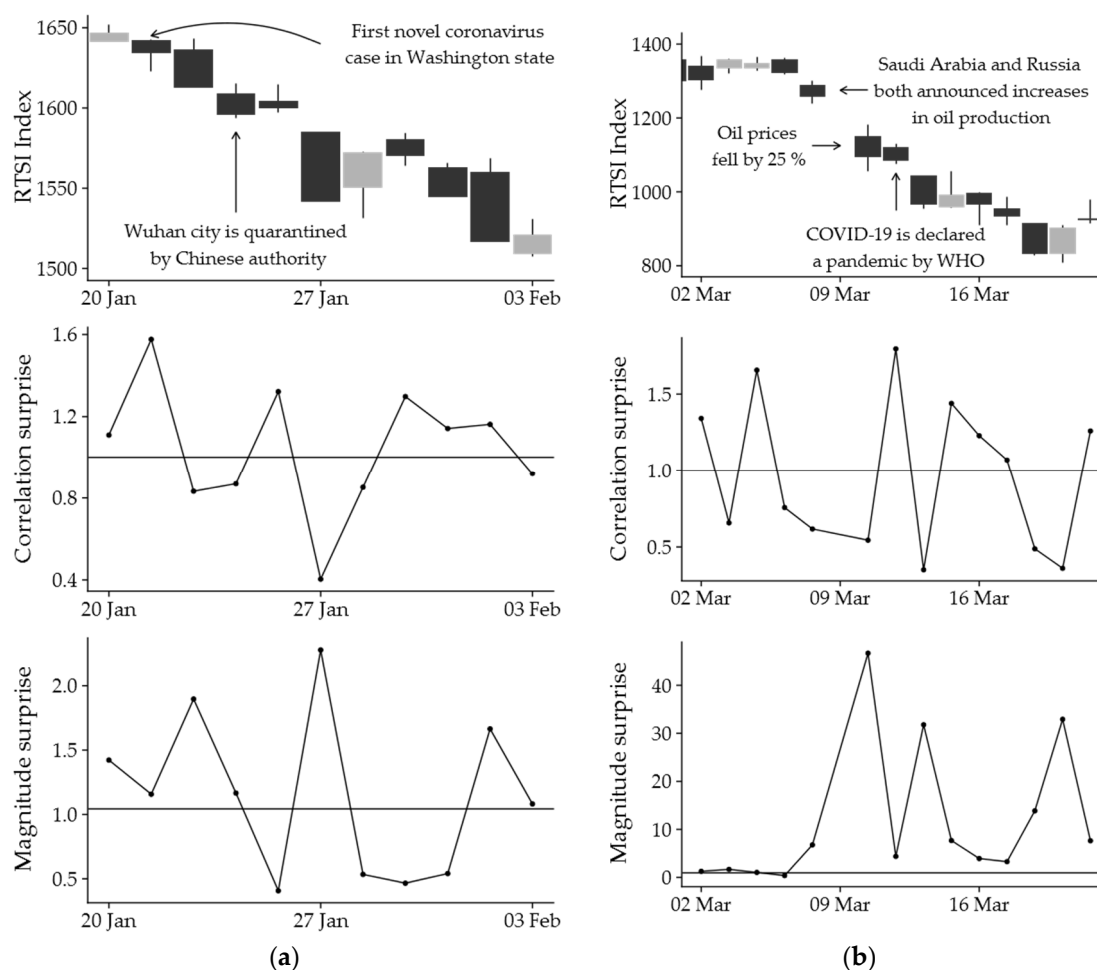 RTSI Index
1650
1600
1550
1500
First novel coronavirus
case in Washington state
Wuhan city is quarantined
by Chinese authority
20 Jan
27 Jan
03 Feb
Correlation surprise
1.6
1.2
0.8
0.4
20 Jan
27 Jan
03 Feb
Magnitude surprise
2.0
1.5
1.0
0.5
20 Jan
27 Jan
03 Feb
(a)
RTSI Index
1400
1200
1000
800
Saudi Arabia and Russia
both announced increases
in oil production
Oil prices
fell by 25 %
COVID-19 is declared
a pandemic by WHO
02 Mar
09 Mar
16 Mar
Correlation surprise
1.5
1.0
0.5
02 Mar
09 Mar
16 Mar
Magnitude surprise
40
30
20
10
0
02 Mar
09 Mar
16 Mar
(b)